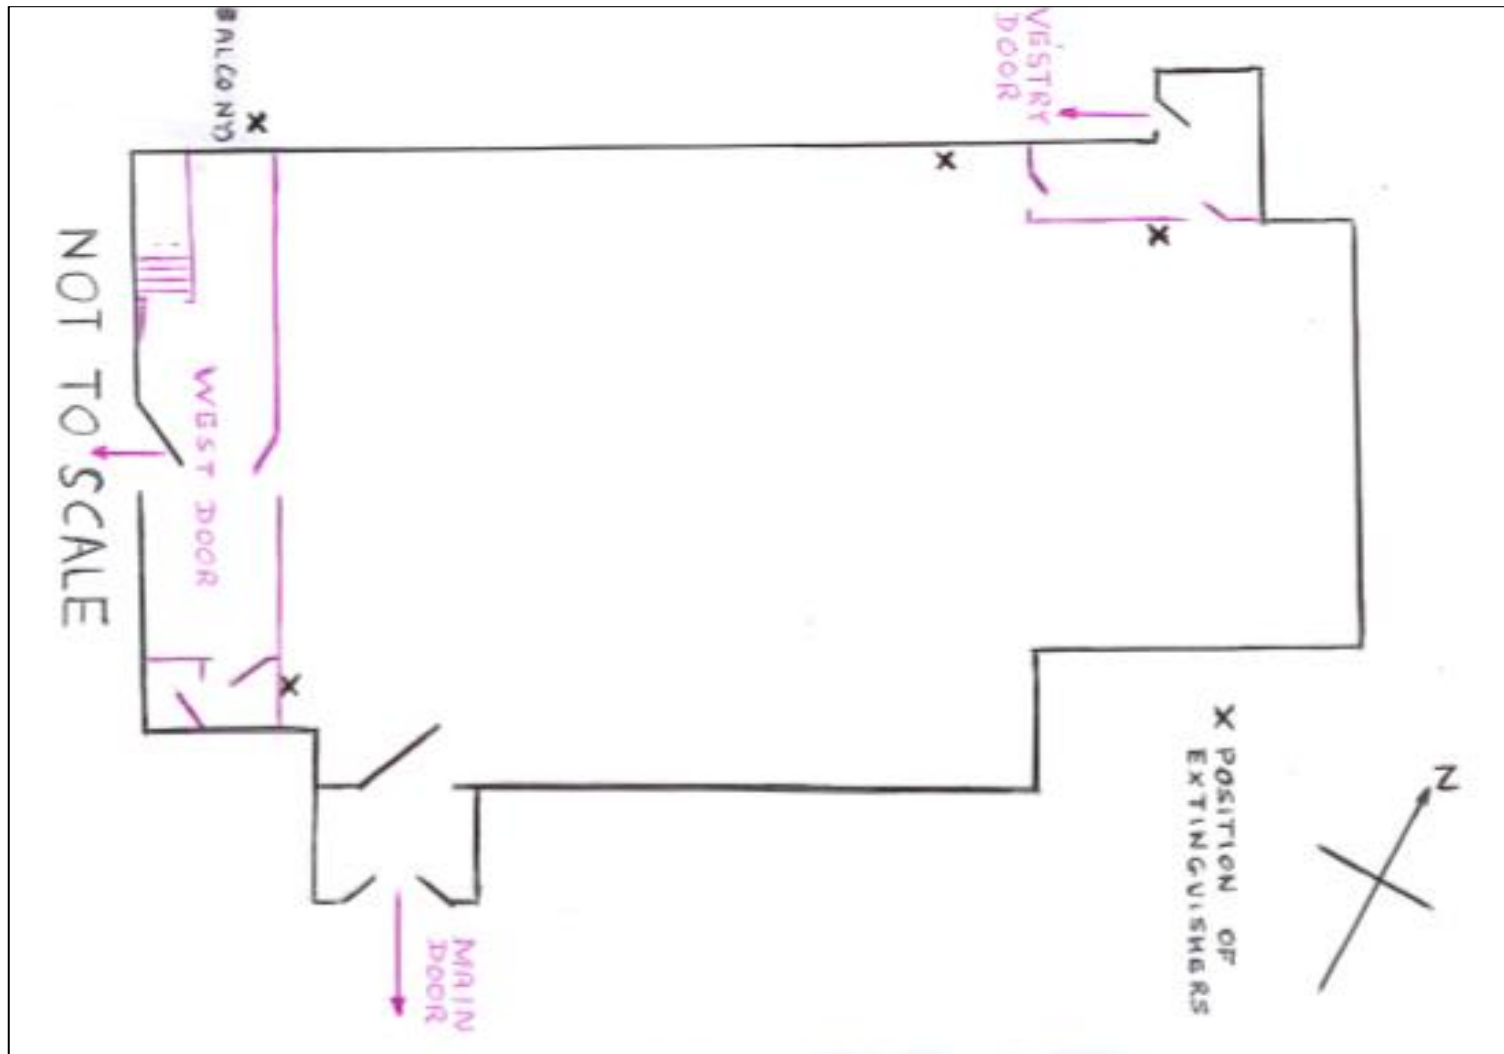 BALCONY
X
VESTRY
DOOR
X
X
NOT TO SCALE
WEST DOOR
X
MAIN
DOOR
X POSITION OF
EXTINGUISHERS
N